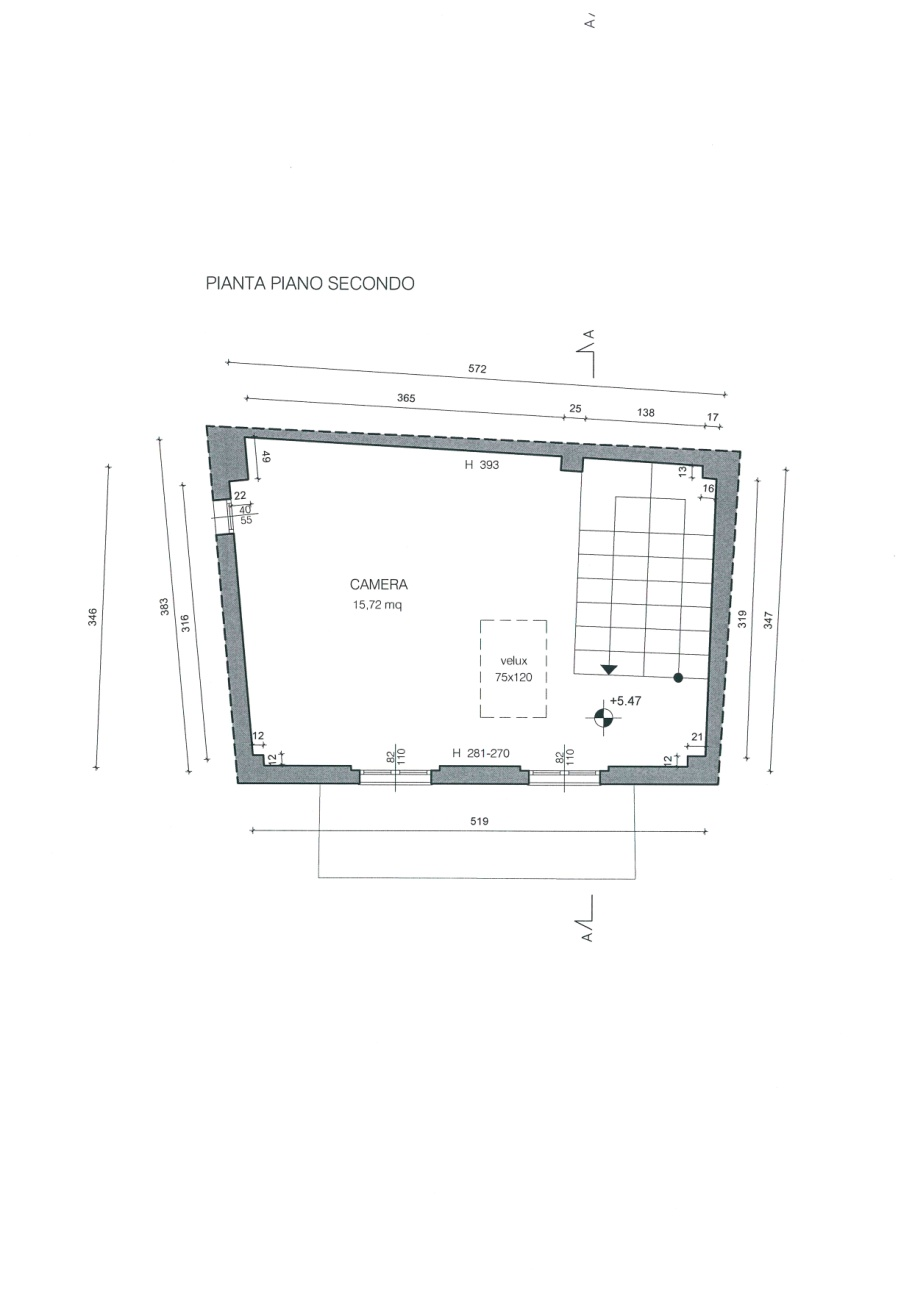 A
PIANTA PIANO SECONDO
A
572
365
25
138
17
49
H 393
13
16
22
40
55
CAMERA
15,72 mq
346
383
316
319
347
velux
75x120
+5.47
12
12
82
110
H 281-270
82
110
21
12
519
A